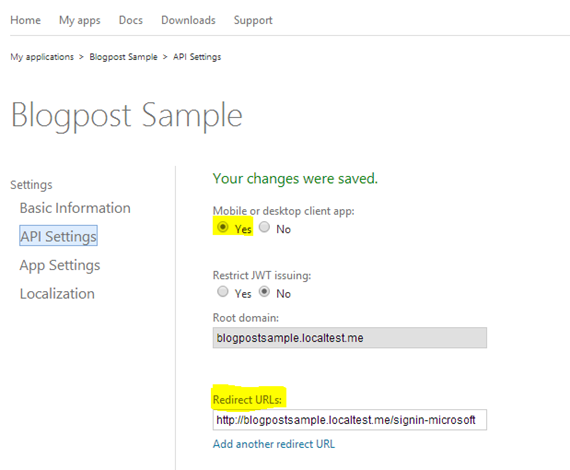 Home My apps Docs Downloads Support
My applications > Blogpost Sample > API Settings
Blogpost Sample
Settings
Basic Information
API Settings
App Settings
Localization
Your changes were saved.
Mobile or desktop client app:
Yes No
Restrict JWT issuing:
Yes No
Root domain:
blogpostsample.localtest.me
Redirect URLs:
http://blogpostsample.localtest.me/signin-microsoft
Add another redirect URL